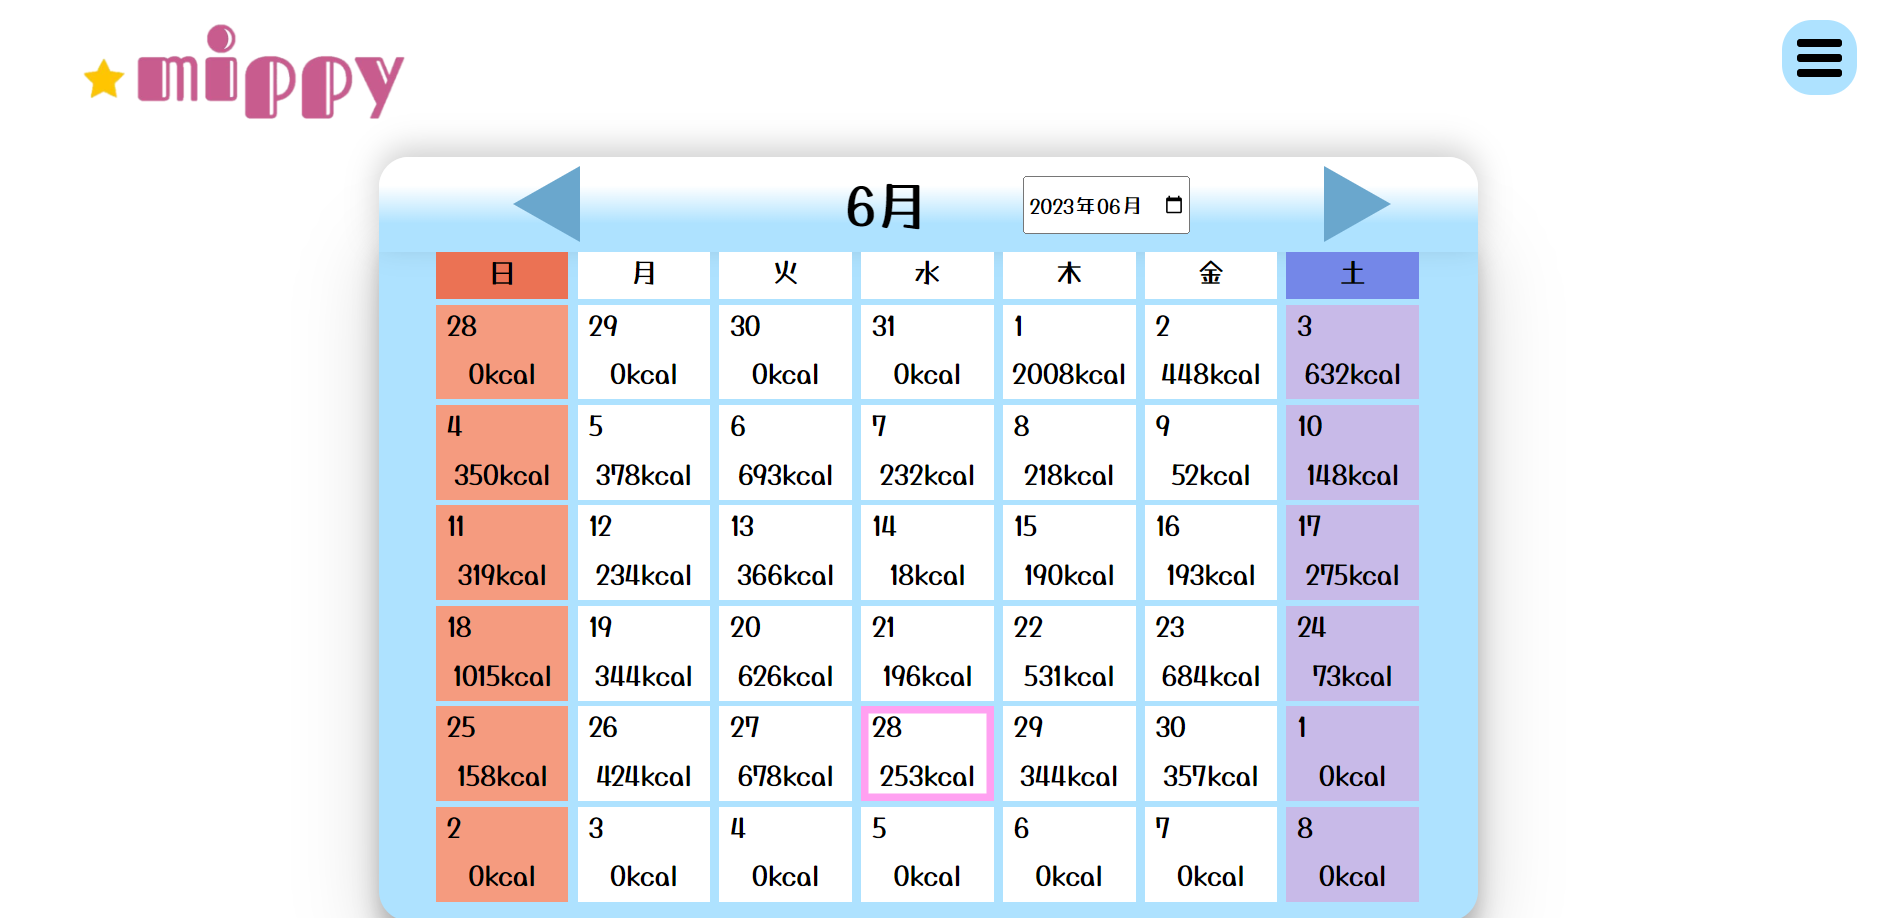 mippy
6月 2023年06月
日 月 火 水 木 金 土
28 29 30 31 1 2 3
0kcal 0kcal 0kcal 0kcal 2008kcal 448kcal 632kcal
4 5 6 7 8 9 10
350kcal 378kcal 693kcal 232kcal 218kcal 52kcal 148kcal
11 12 13 14 15 16 17
319kcal 234kcal 366kcal 18kcal 190kcal 193kcal 275kcal
18 19 20 21 22 23 24
1015kcal 344kcal 626kcal 196kcal 531kcal 684kcal 73kcal
25 26 27 28 29 30 1
158kcal 424kcal 678kcal 253kcal 344kcal 357kcal 0kcal
2 3 4 5 6 7 8
0kcal 0kcal 0kcal 0kcal 0kcal 0kcal 0kcal